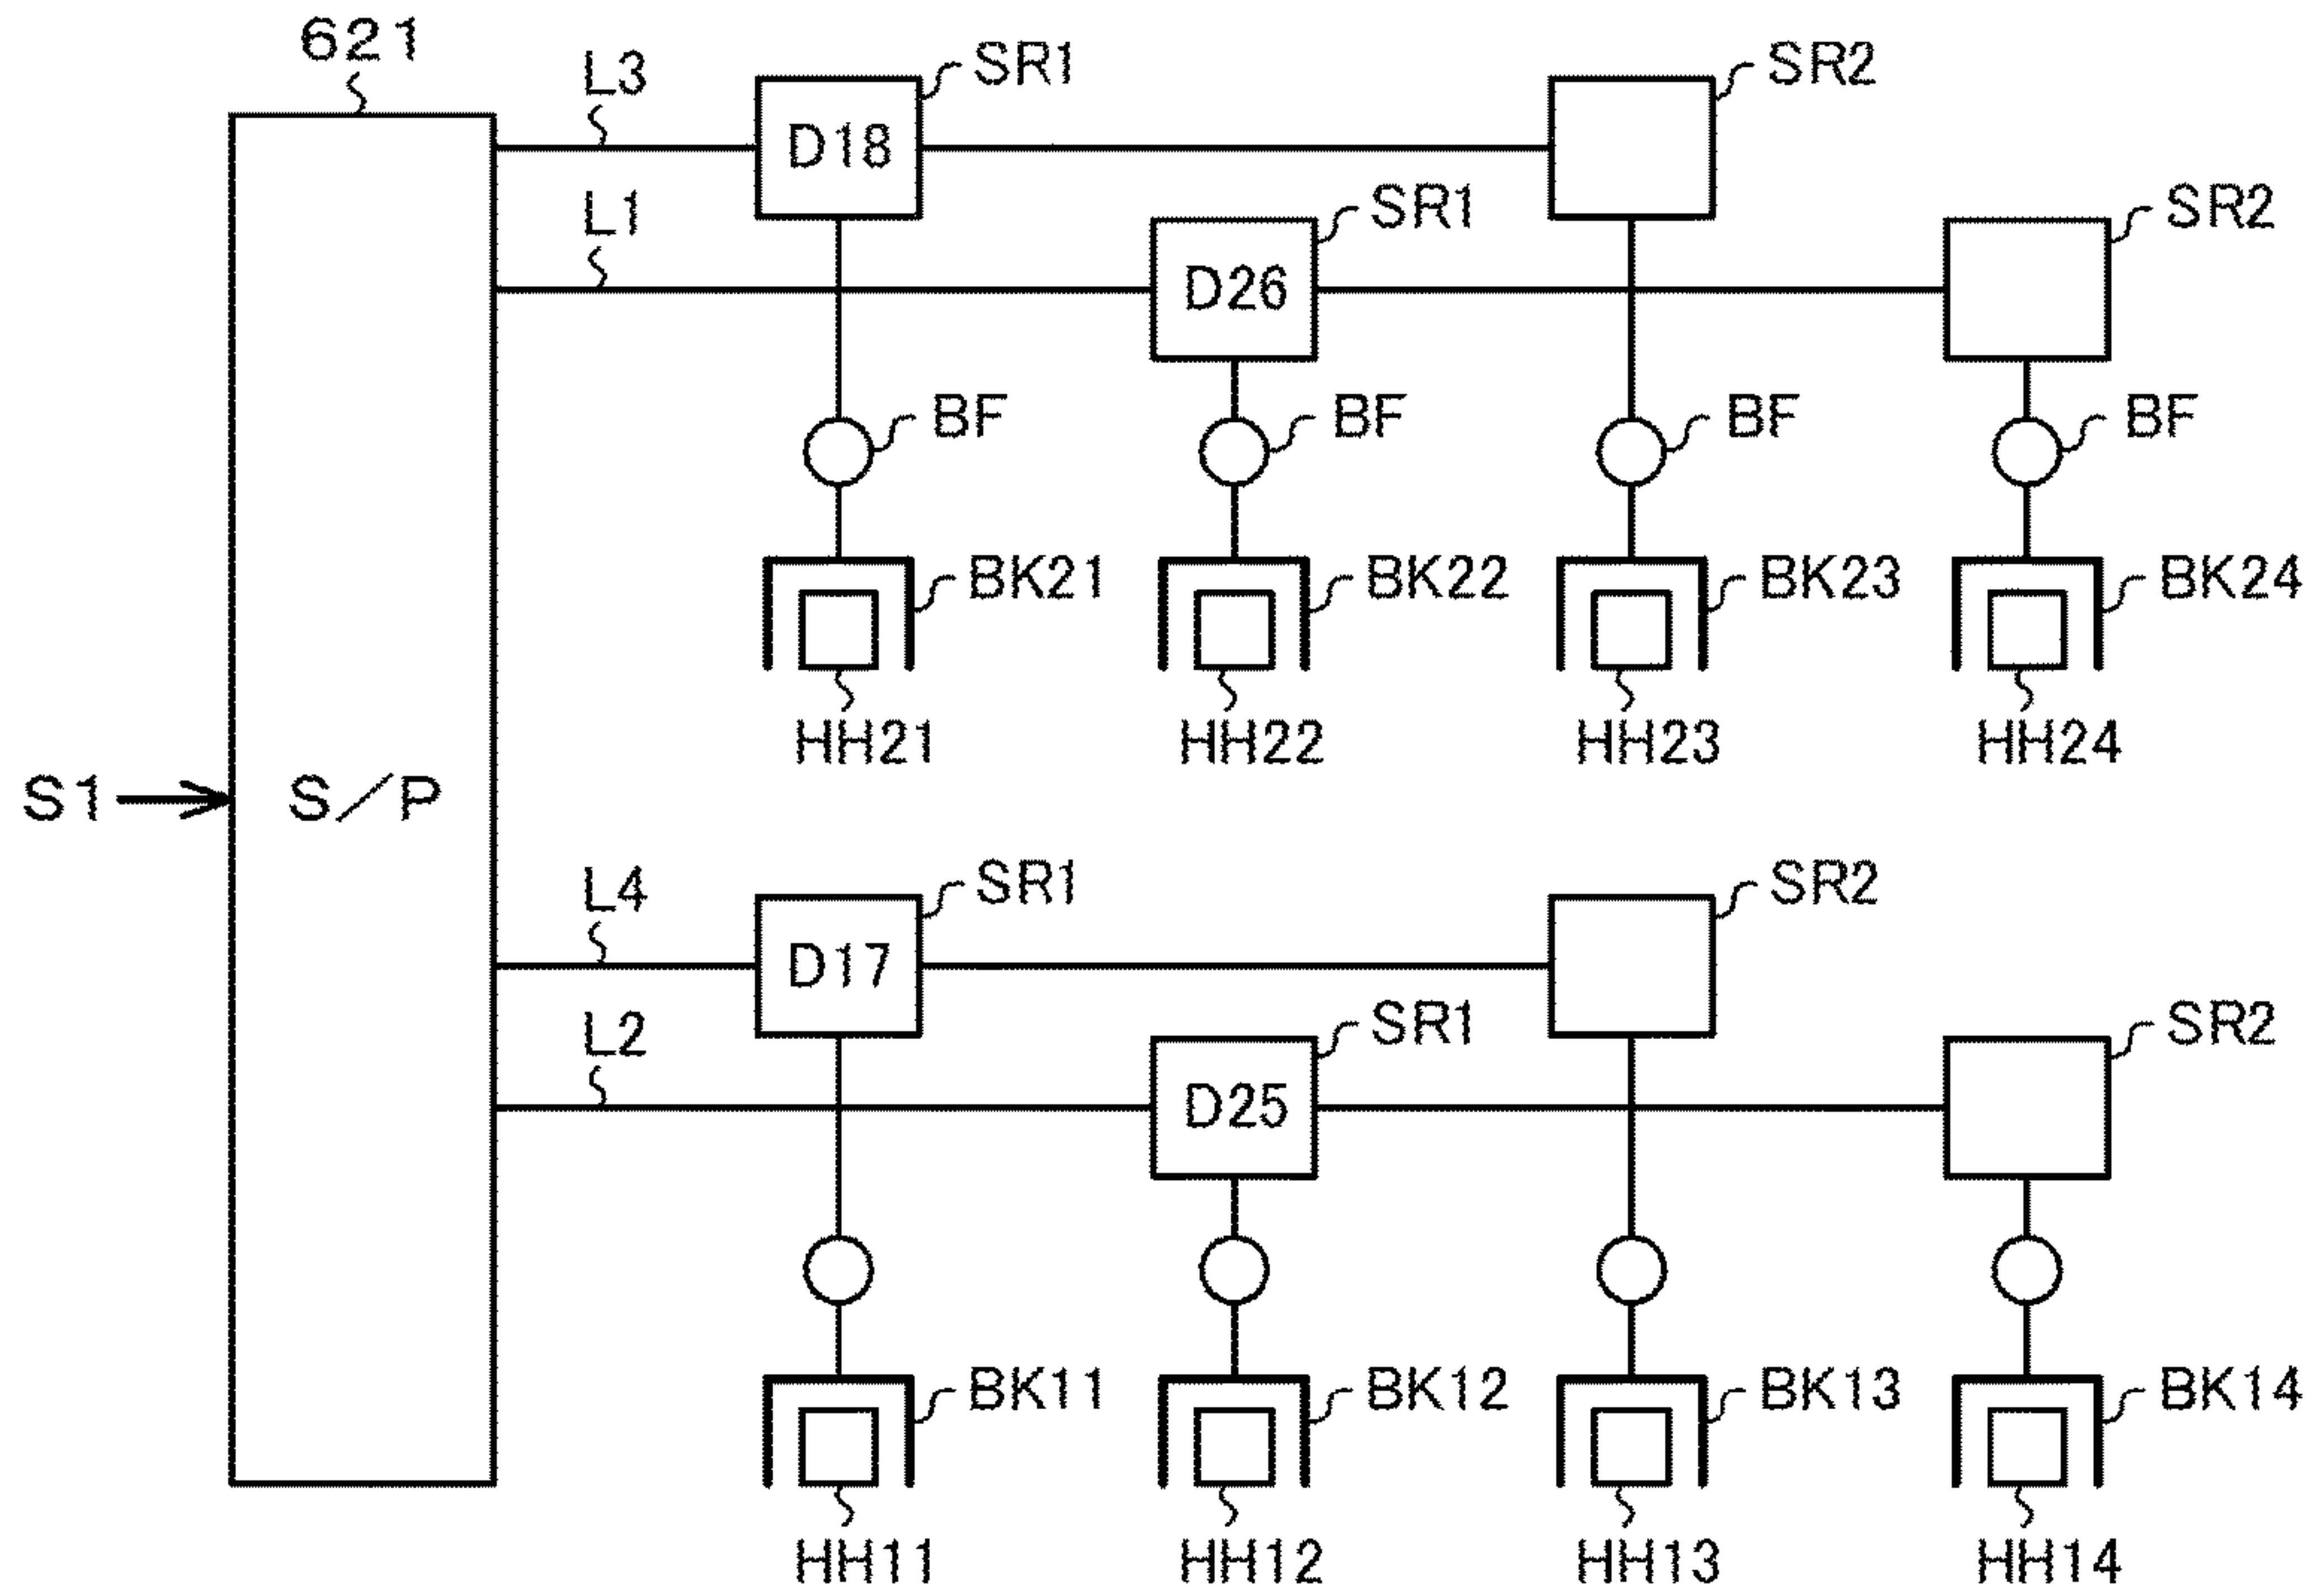 621
L3
SR1
SR2
D18
L1
SR1
SR2
D26
BF
BF
BF
BF
BK21
BK22
BK23
BK24
HH21
HH22
HH23
HH24
S1
S/P
L4
SR1
SR2
D17
L2
SR1
SR2
D25
BK11
BK12
BK13
BK14
HH11
HH12
HH13
HH14